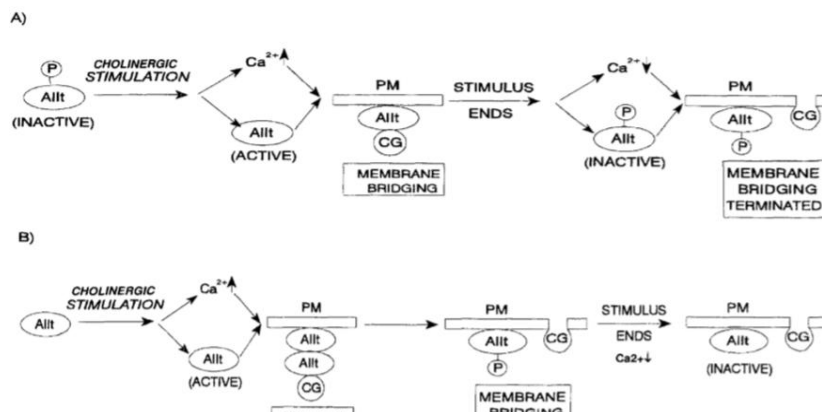 A)
P
AIIt
(INACTIVE)
CHOLINERGIC
STIMULATION
Ca²⁺
AIIt
(ACTIVE)
PM
AIIt
CG
MEMBRANE
BRIDGING
STIMULUS
ENDS
Ca²⁺
P
AIIt
(INACTIVE)
PM
AIIt
P
CG
MEMBRANE
BRIDGING
TERMINATED
B)
AIIt
CHOLINERGIC
STIMULATION
Ca²⁺
AIIt
(ACTIVE)
PM
AIIt
AIIt
CG
PM
AIIt
P
CG
MEMBRANE
BRIDGING
STIMULUS
ENDS
Ca2+↓
PM
AIIt
(INACTIVE)
CG